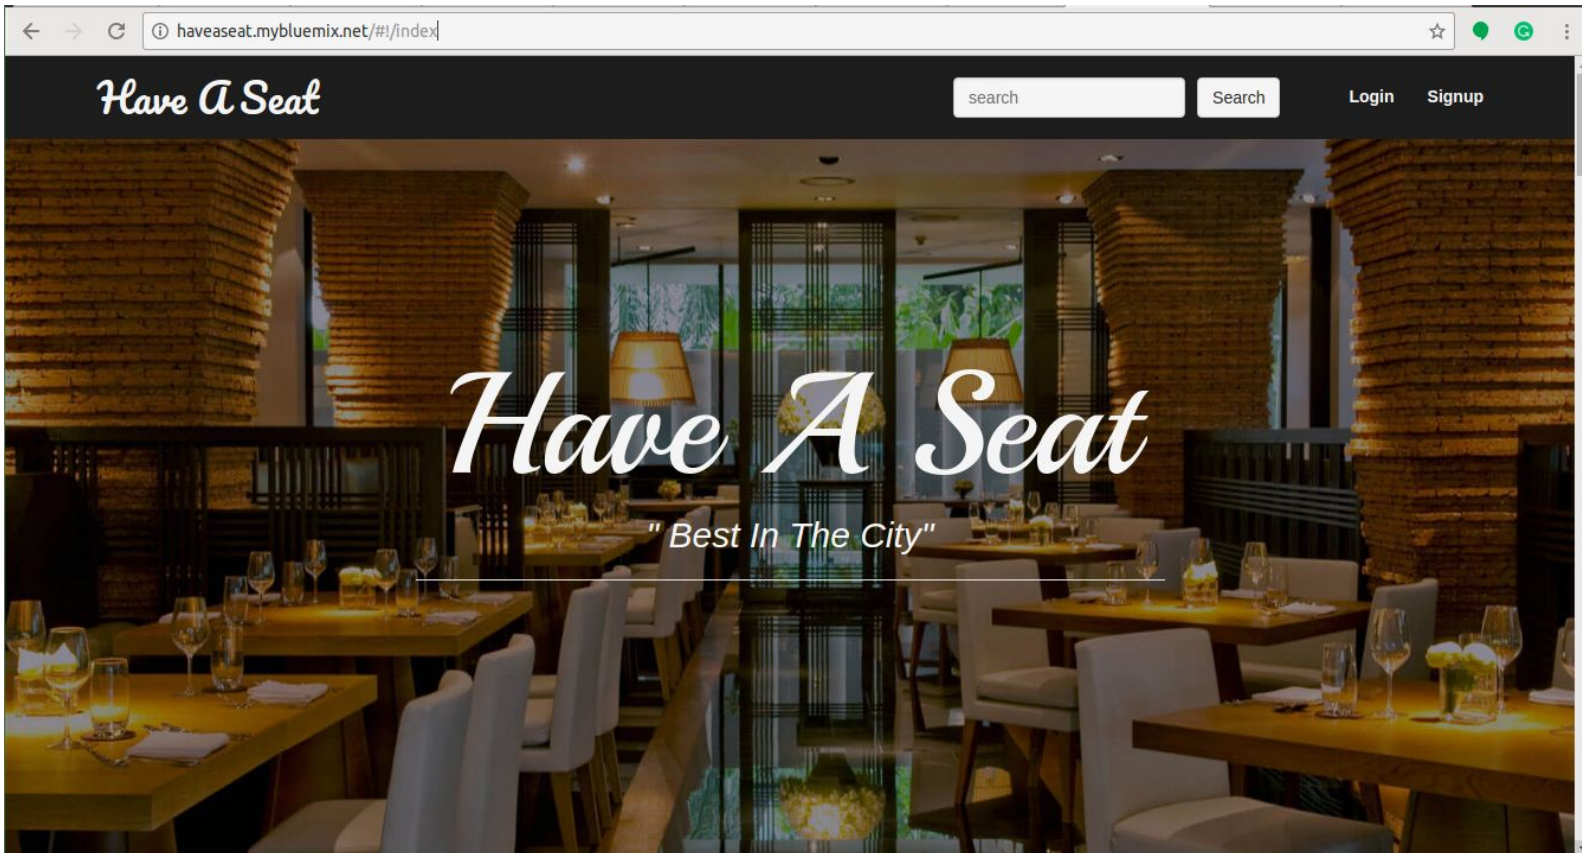 haveaseat.mybluemix.net/#!/index
Have A Seat
search
Search
Login
Signup
Have A Seat
" Best In The City"